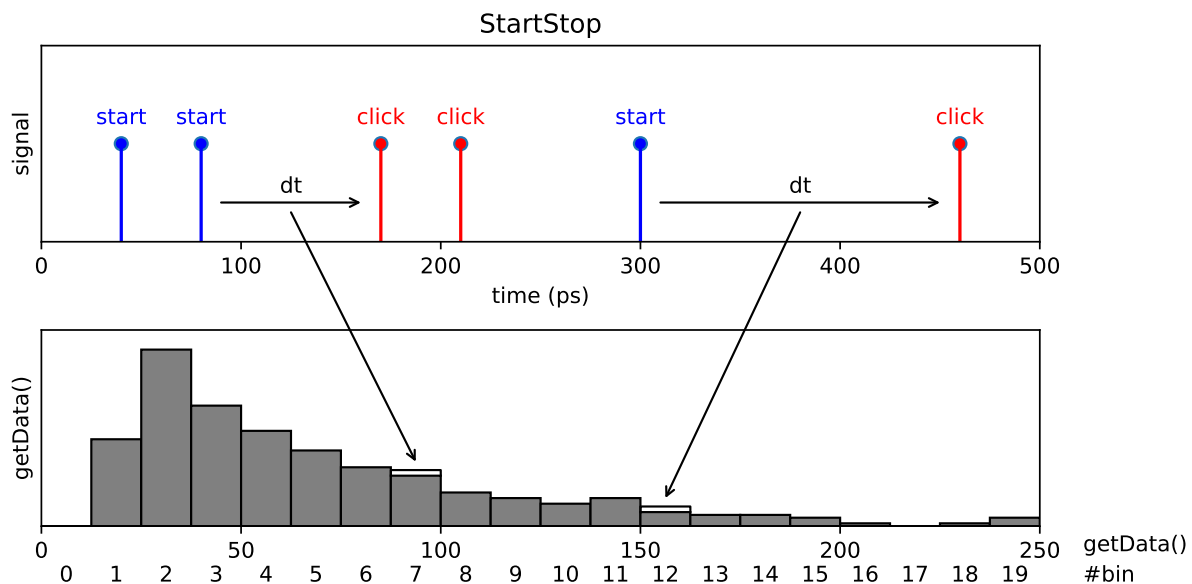 StartStop
signal
start start click click start click
dt dt
0 100 200 300 400 500
time (ps)
getData()
0 50 100 150 200 250 getData()
0 1 2 3 4 5 6 7 8 9 10 11 12 13 14 15 16 17 18 19 #bin